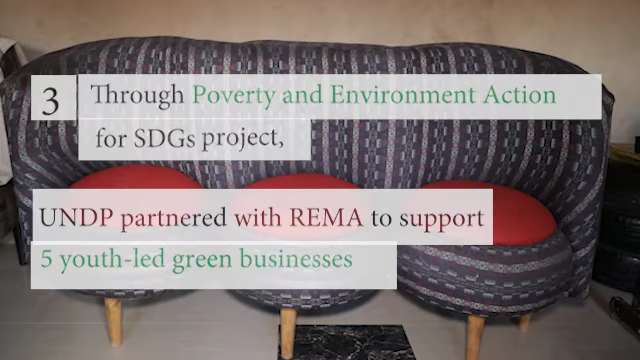 3
Through Poverty and Environment Action
for SDGs project,
UNDP partnered with REMA to support
5 youth-led green businesses